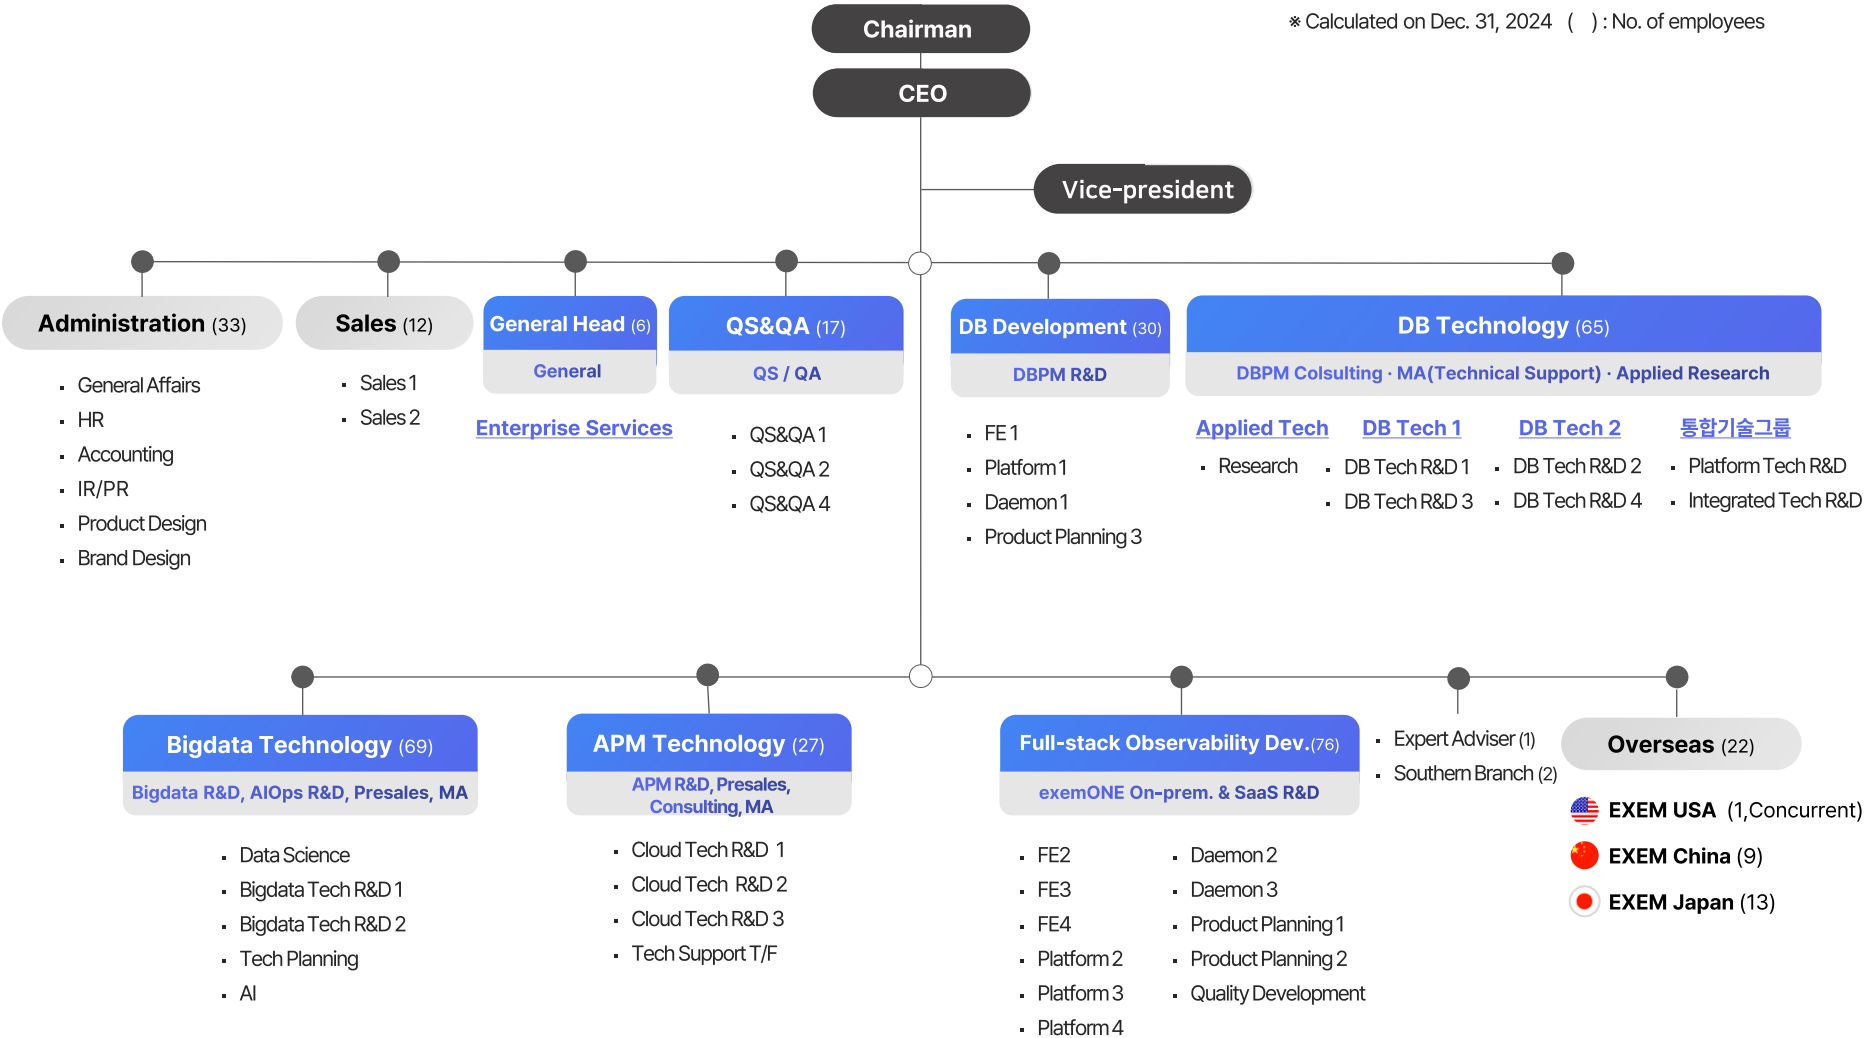 Chairman
※ Calculated on Dec. 31, 2024 ( ) : No. of employees
CEO
Vice-president
Administration (33)
General Affairs
HR
Accounting
IR/PR
Product Design
Brand Design
Sales (12)
Sales 1
Sales 2
General Head (6)
General
Enterprise Services
QS&QA (17)
QS / QA
QS&QA 1
QS&QA 2
QS&QA 4
DB Development (30)
DBPM R&D
FE 1
Platform 1
Daemon 1
Product Planning 3
DB Technology (65)
DBPM Colsulting · MA(Technical Support) · Applied Research
Applied Tech
Research
DB Tech 1
DB Tech R&D 1
DB Tech R&D 3
DB Tech 2
DB Tech R&D 2
DB Tech R&D 4
통합기술그룹
Platform Tech R&D
Integrated Tech R&D
Bigdata Technology (69)
Bigdata R&D, AIOps R&D, Presales, MA
Data Science
Bigdata Tech R&D 1
Bigdata Tech R&D 2
Tech Planning
AI
APM Technology (27)
APM R&D, Presales,
Consulting, MA
Cloud Tech R&D 1
Cloud Tech R&D 2
Cloud Tech R&D 3
Tech Support T/F
Full-stack Observability Dev.(76)
exemONE On-prem. & SaaS R&D
FE2
FE3
FE4
Platform 2
Platform 3
Platform 4
Daemon 2
Daemon 3
Product Planning 1
Product Planning 2
Quality Development
Expert Adviser (1)
Southern Branch (2)
Overseas (22)
EXEM USA (1,Concurrent)
EXEM China (9)
EXEM Japan (13)